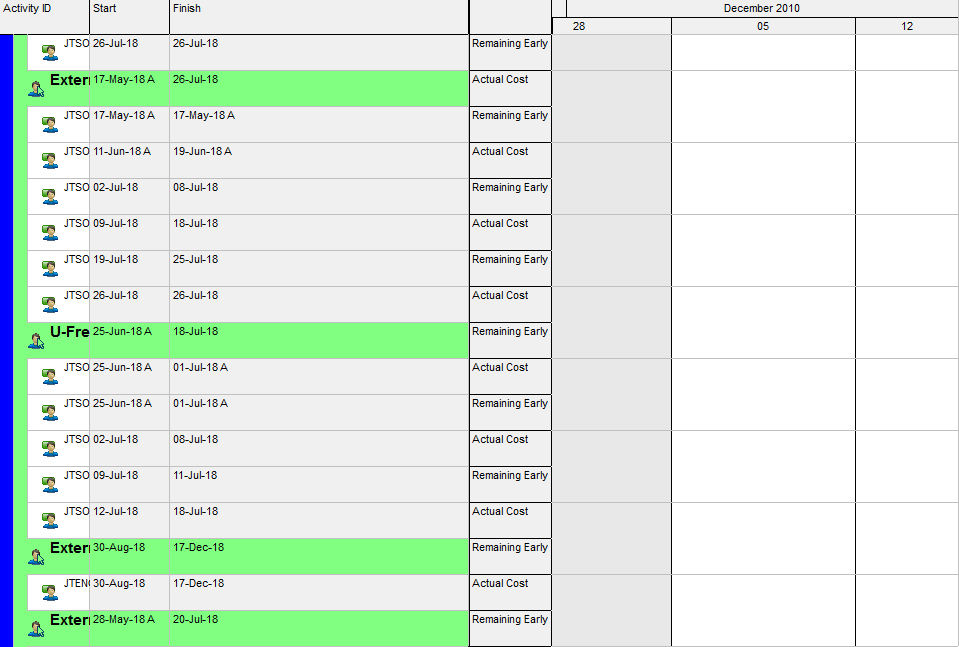 Activity ID Start Finish December 2010
28 05 12
JTSO 26-Jul-18 26-Jul-18 Remaining Early
Exter 17-May-18 A 26-Jul-18 Actual Cost
JTSO 17-May-18 A 17-May-18 A Remaining Early
JTSO 11-Jun-18 A 19-Jun-18 A Actual Cost
JTSO 02-Jul-18 08-Jul-18 Remaining Early
JTSO 09-Jul-18 18-Jul-18 Actual Cost
JTSO 19-Jul-18 25-Jul-18 Remaining Early
JTSO 26-Jul-18 26-Jul-18 Actual Cost
U-Fre 25-Jun-18 A 18-Jul-18 Remaining Early
JTSO 25-Jun-18 A 01-Jul-18 A Actual Cost
JTSO 25-Jun-18 A 01-Jul-18 A Remaining Early
JTSO 02-Jul-18 08-Jul-18 Actual Cost
JTSO 09-Jul-18 11-Jul-18 Remaining Early
JTSO 12-Jul-18 18-Jul-18 Actual Cost
Exter 30-Aug-18 17-Dec-18 Remaining Early
JTEN 30-Aug-18 17-Dec-18 Actual Cost
Exter 28-May-18 A 20-Jul-18 Remaining Early